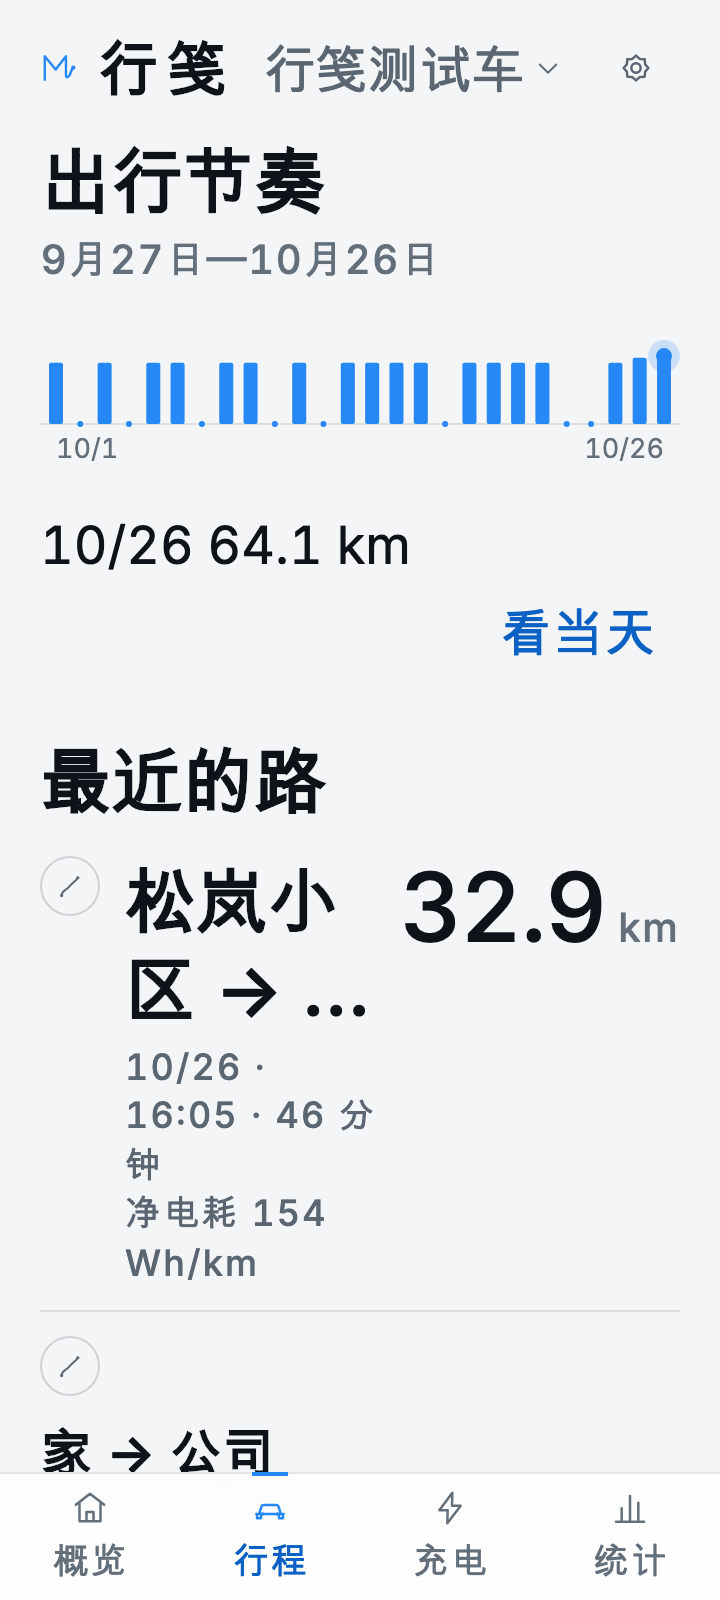 行笺 行笺测试车
出行节奏
9月27日—10月26日
10/1 10/26
10/26 64.1 km
看当天
最近的路
松岚小 32.9 km
区 → ...
10/26 ·
16:05 · 46 分
钟
净电耗 154
Wh/km
家 → 公司
概览 行程 充电 统计